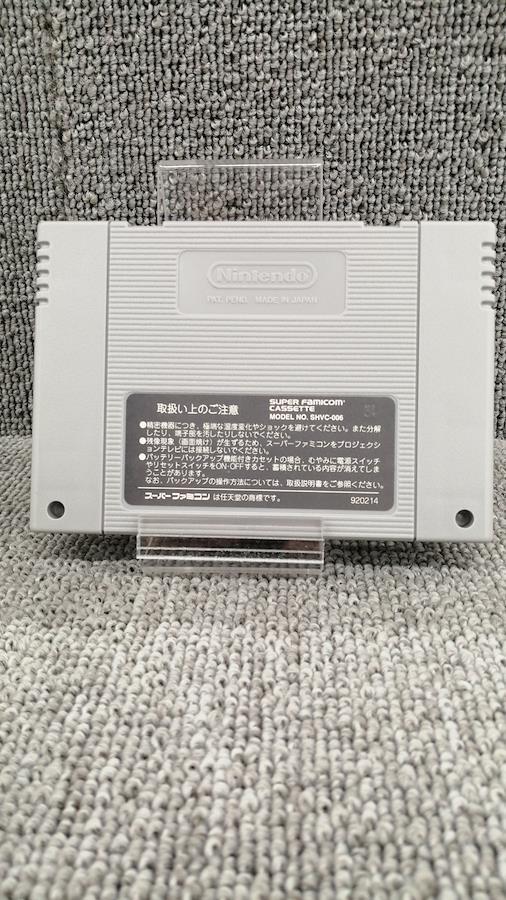 Nintendo
PAT. PEND. MADE IN JAPAN
取扱い上のご注意
SUPER FAMICOM
CASSETTE
MODEL NO. SHVC-006
●精密機器につき、極端な温度変化やショックを避けてください。また分解
したり、端子部を汚したりしないでください。
●残像現象（画面焼け）が生ずるため、スーパーファミコンをプロジェクシ
ョンテレビには接続しないでください。
●バッテリーバックアップ機能付きカセットの場合、むやみに電源スイッチ
やリセットスイッチをON-OFFすると、蓄積されている内容が消えてしま
うことがあります。
なお、バックアップの操作方法については、取扱説明書をご参照ください。
スーパーファミコンは任天堂の商標です。
920214